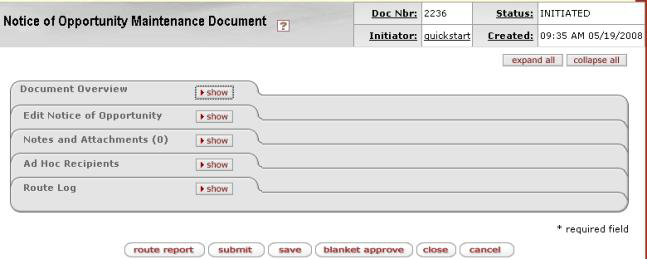 Notice of Opportunity Maintenance Document ?
Doc Nbr: 2236 Status: INITIATED
Initiator: quickstart Created: 09:35 AM 05/19/2008
expand all collapse all
Document Overview show
Edit Notice of Opportunity show
Notes and Attachments (0) show
Ad Hoc Recipients show
Route Log show
* required field
route report submit save blanket approve close cancel